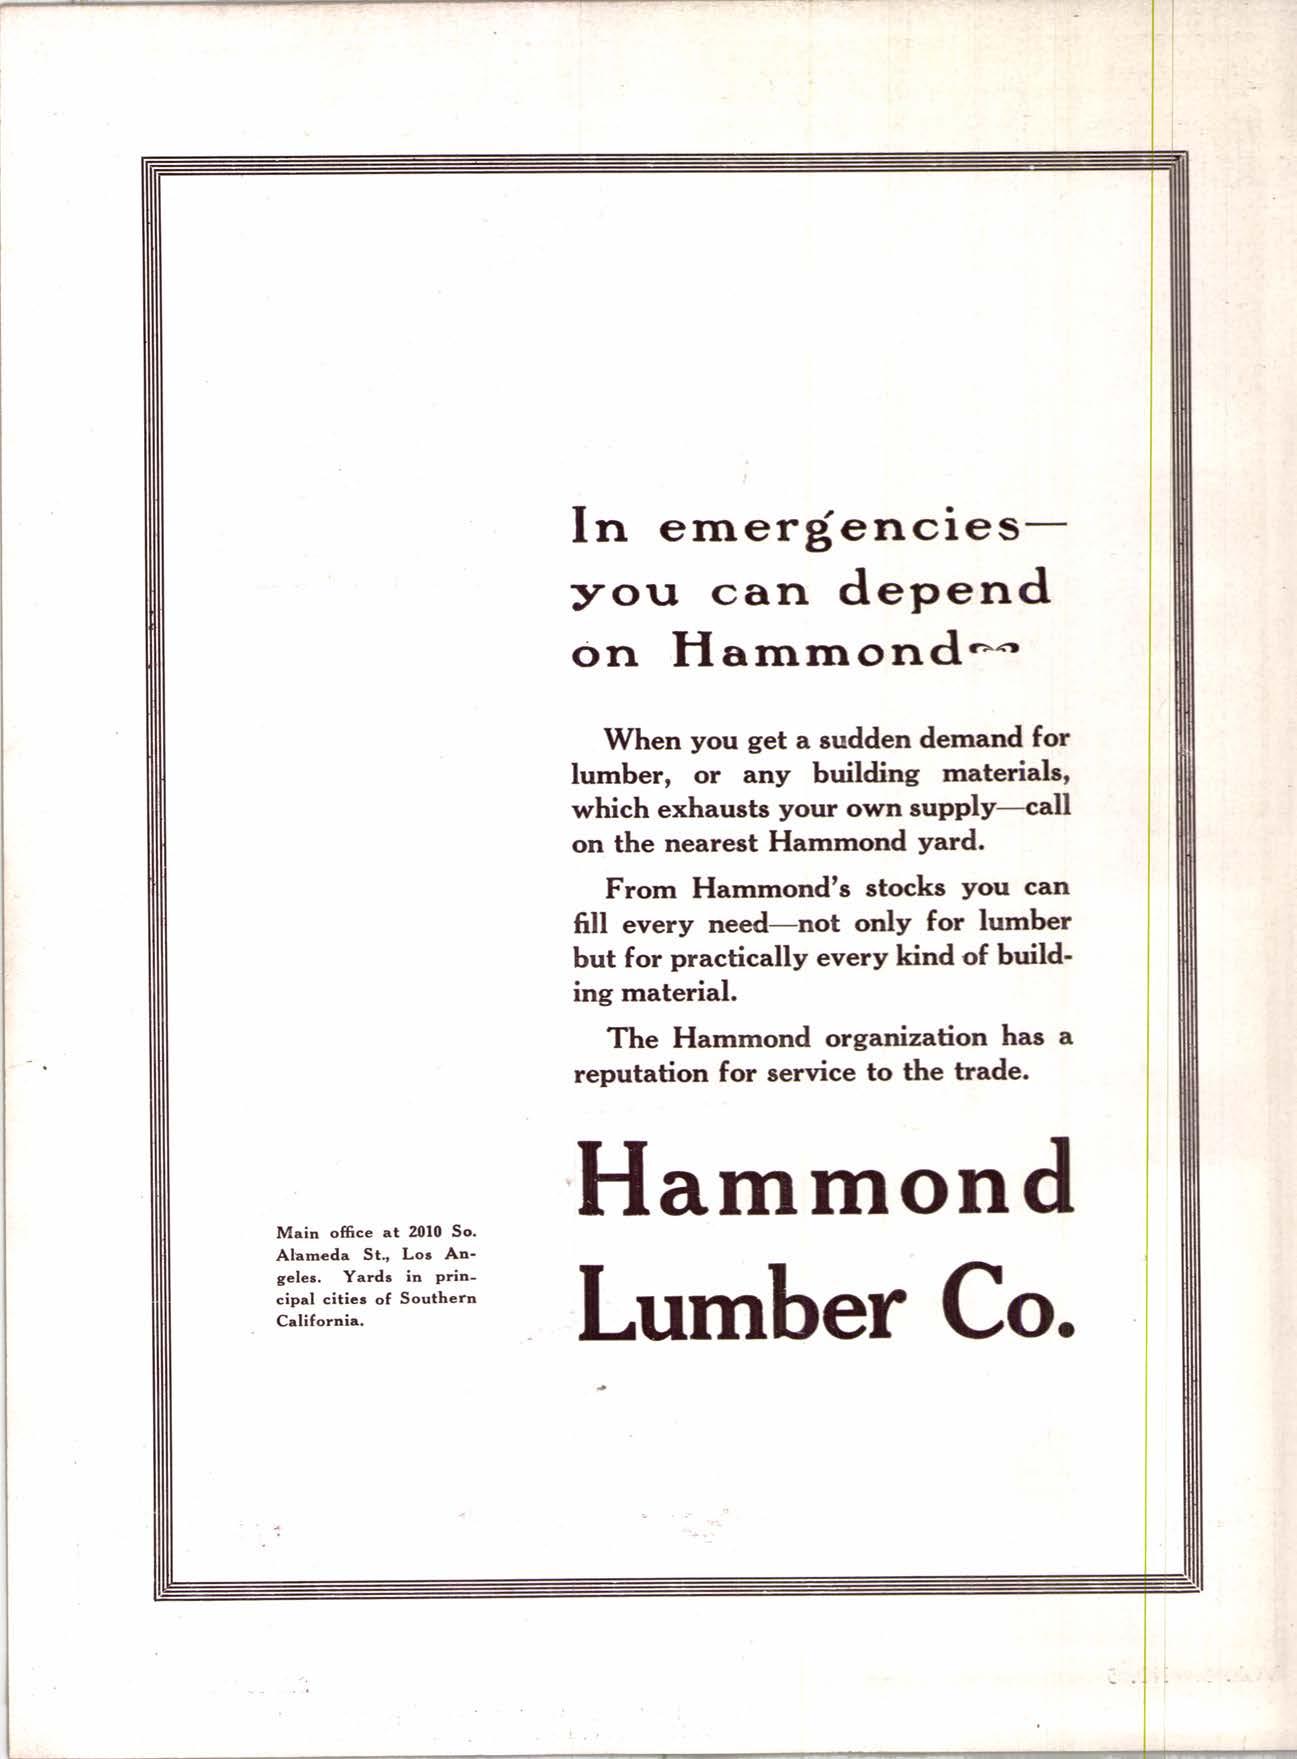 In emergencies—
you can depend
on Hammond
When you get a sudden demand for
lumber, or any building materials,
which exhausts your own supply—call
on the nearest Hammond yard.
From Hammond's stocks you can
fill every need—not only for lumber
but for practically every kind of build-
ing material.
The Hammond organization has a
reputation for service to the trade.
Hammond
Lumber Co.
Main office at 2010 So.
Alameda St., Los An-
geles. Yards in prin-
cipal cities of Southern
California.